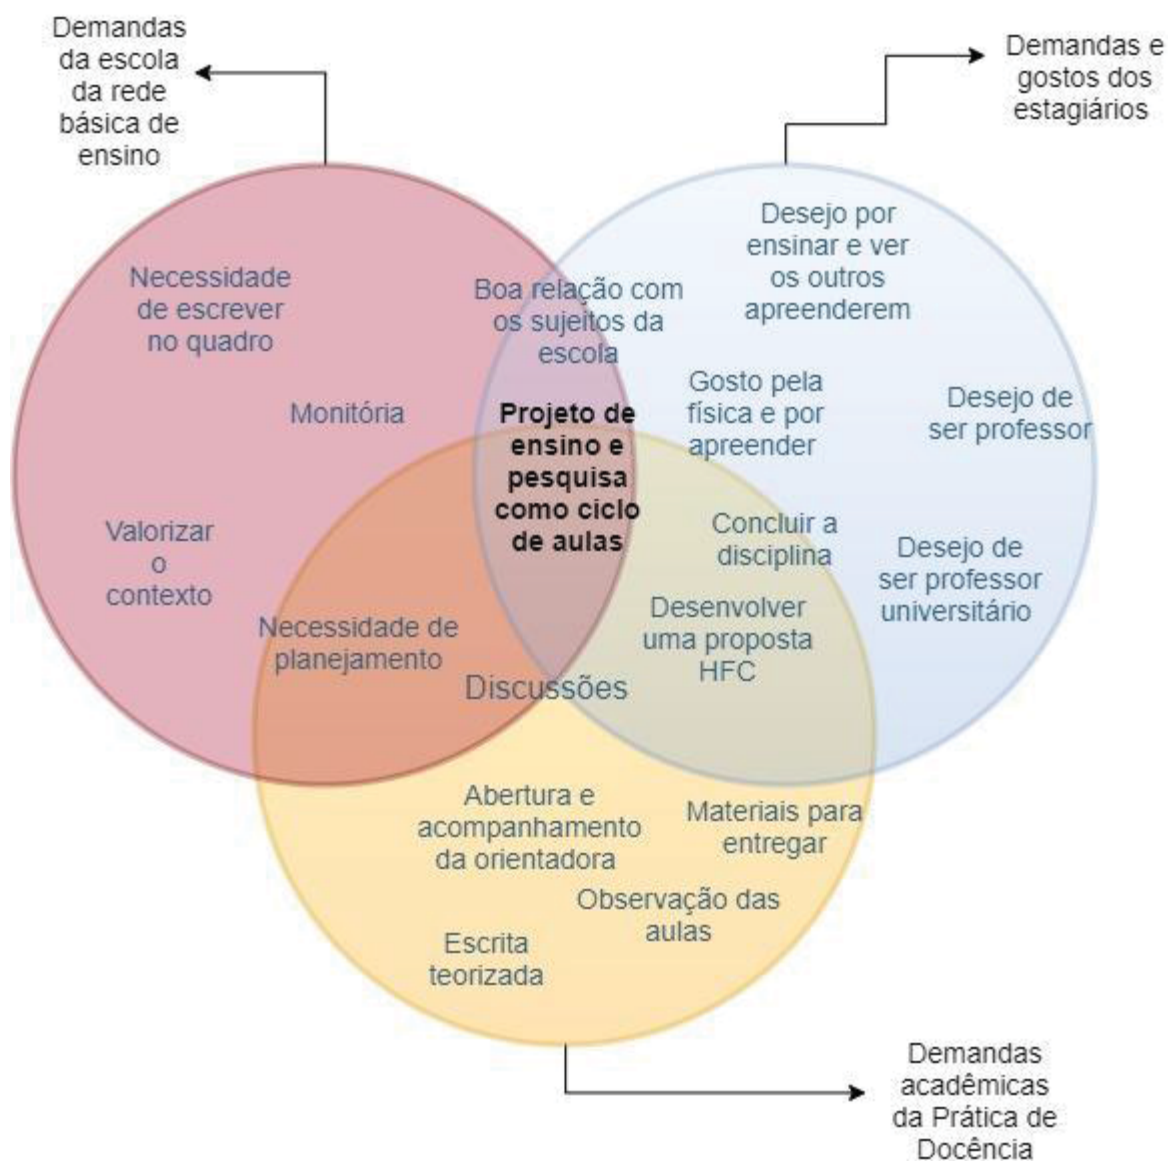 Demandas
da escola
da rede
básica de
ensino
Demandas e
gostos dos
estagiários
Necessidade
de escrever
no quadro
Monitória
Valorizar
o
contexto
Boa relação com
os sujeitos da
escola
Desejo por
ensinar e ver
os outros
apreenderem
Gosto pela
física e por
apreender
Desejo de
ser professor
Desejo de
ser professor
universitário
Projeto de
ensino e
pesquisa
como ciclo
de aulas
Concluir a
disciplina
Desenvolver
uma proposta
HFC
Necessidade de
planejamento
Discussões
Abertura e
acompanhamento
da orientadora
Materiais para
entregar
Observação das
aulas
Escrita
teorizada
Demandas
acadêmicas
da Prática de
Docência